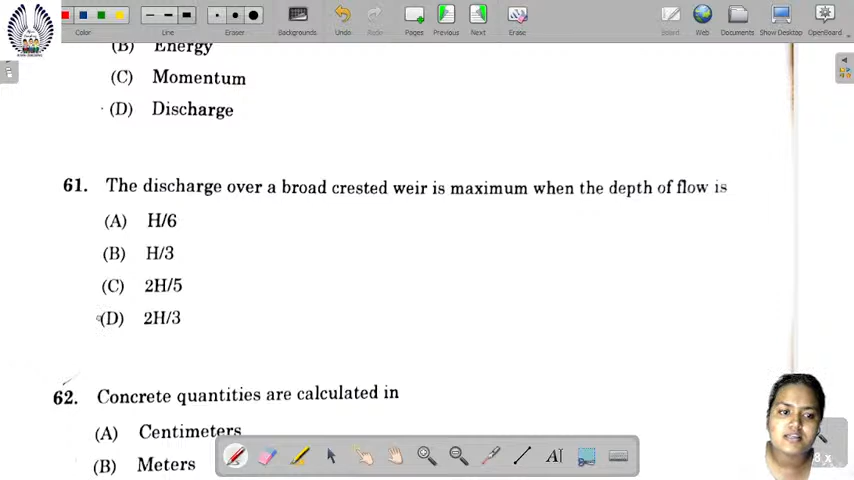 Color
Line
Eraser
Backgrounds
Undo
Redo
Pages
Previous
Next
Erase
Board
Web
Documents
Show Desktop
OpenBoard
(B) Energy
(C) Momentum
(D) Discharge
61. The discharge over a broad crested weir is maximum when the depth of flow is
(A) H/6
(B) H/3
(C) 2H/5
(D) 2H/3
62. Concrete quantities are calculated in
(A) Centimeters
(B) Meters